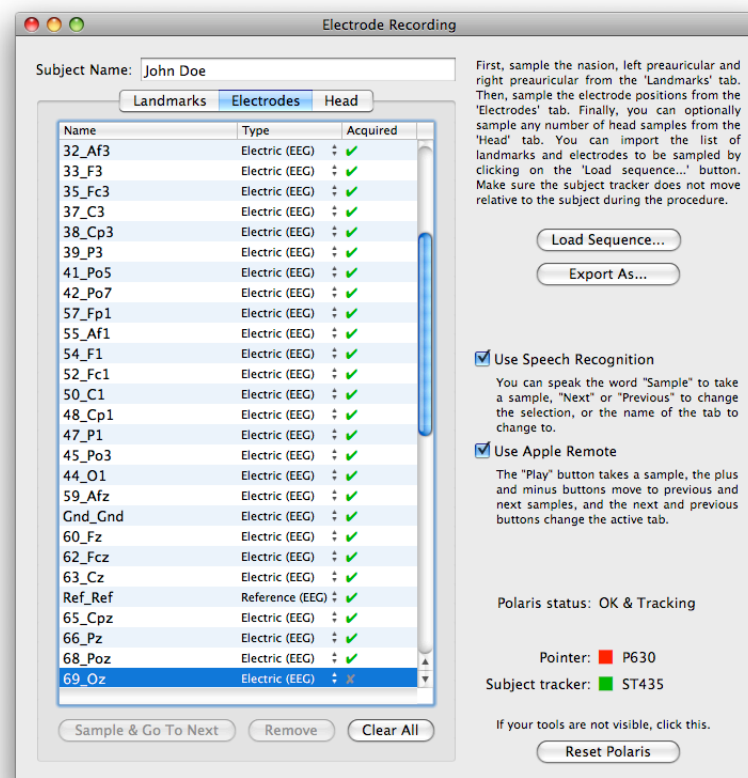 Electrode Recording
Subject Name: John Doe
Landmarks Electrodes Head
Name Type Acquired
32_Af3 Electric (EEG)
33_F3 Electric (EEG)
35_Fc3 Electric (EEG)
37_C3 Electric (EEG)
38_Cp3 Electric (EEG)
39_P3 Electric (EEG)
41_Po5 Electric (EEG)
42_Po7 Electric (EEG)
57_Fp1 Electric (EEG)
55_Af1 Electric (EEG)
54_F1 Electric (EEG)
52_Fc1 Electric (EEG)
50_C1 Electric (EEG)
48_Cp1 Electric (EEG)
47_P1 Electric (EEG)
45_Po3 Electric (EEG)
44_O1 Electric (EEG)
59_Afz Electric (EEG)
Gnd_Gnd Electric (EEG)
60_Fz Electric (EEG)
62_Fcz Electric (EEG)
63_Cz Electric (EEG)
Ref_Ref Reference (EEG)
65_Cpz Electric (EEG)
66_Pz Electric (EEG)
68_Poz Electric (EEG)
69_Oz Electric (EEG)
Sample & Go To Next Remove Clear All
First, sample the nasion, left preauricular and
right preauricular from the 'Landmarks' tab.
Then, sample the electrode positions from the
'Electrodes' tab. Finally, you can optionally
sample any number of head samples from the
'Head' tab. You can import the list of
landmarks and electrodes to be sampled by
clicking on the 'Load sequence...' button.
Make sure the subject tracker does not move
relative to the subject during the procedure.
Load Sequence...
Export As...
Use Speech Recognition
You can speak the word "Sample" to take
a sample, "Next" or "Previous" to change
the selection, or the name of the tab to
change to.
Use Apple Remote
The "Play" button takes a sample, the plus
and minus buttons move to previous and
next samples, and the next and previous
buttons change the active tab.
Polaris status: OK & Tracking
Pointer: P630
Subject tracker: ST435
If your tools are not visible, click this.
Reset Polaris